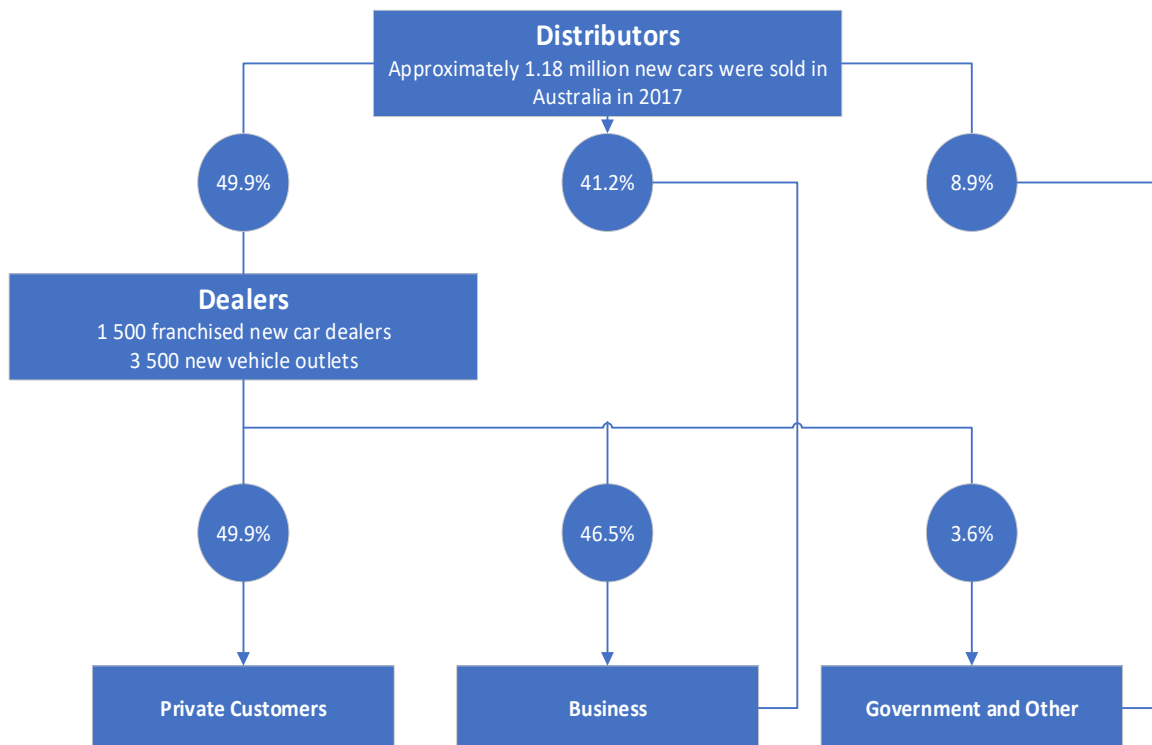 Distributors
Approximately 1.18 million new cars were sold in
Australia in 2017
49.9%
41.2%
8.9%
Dealers
1 500 franchised new car dealers
3 500 new vehicle outlets
49.9%
46.5%
3.6%
Private Customers
Business
Government and Other